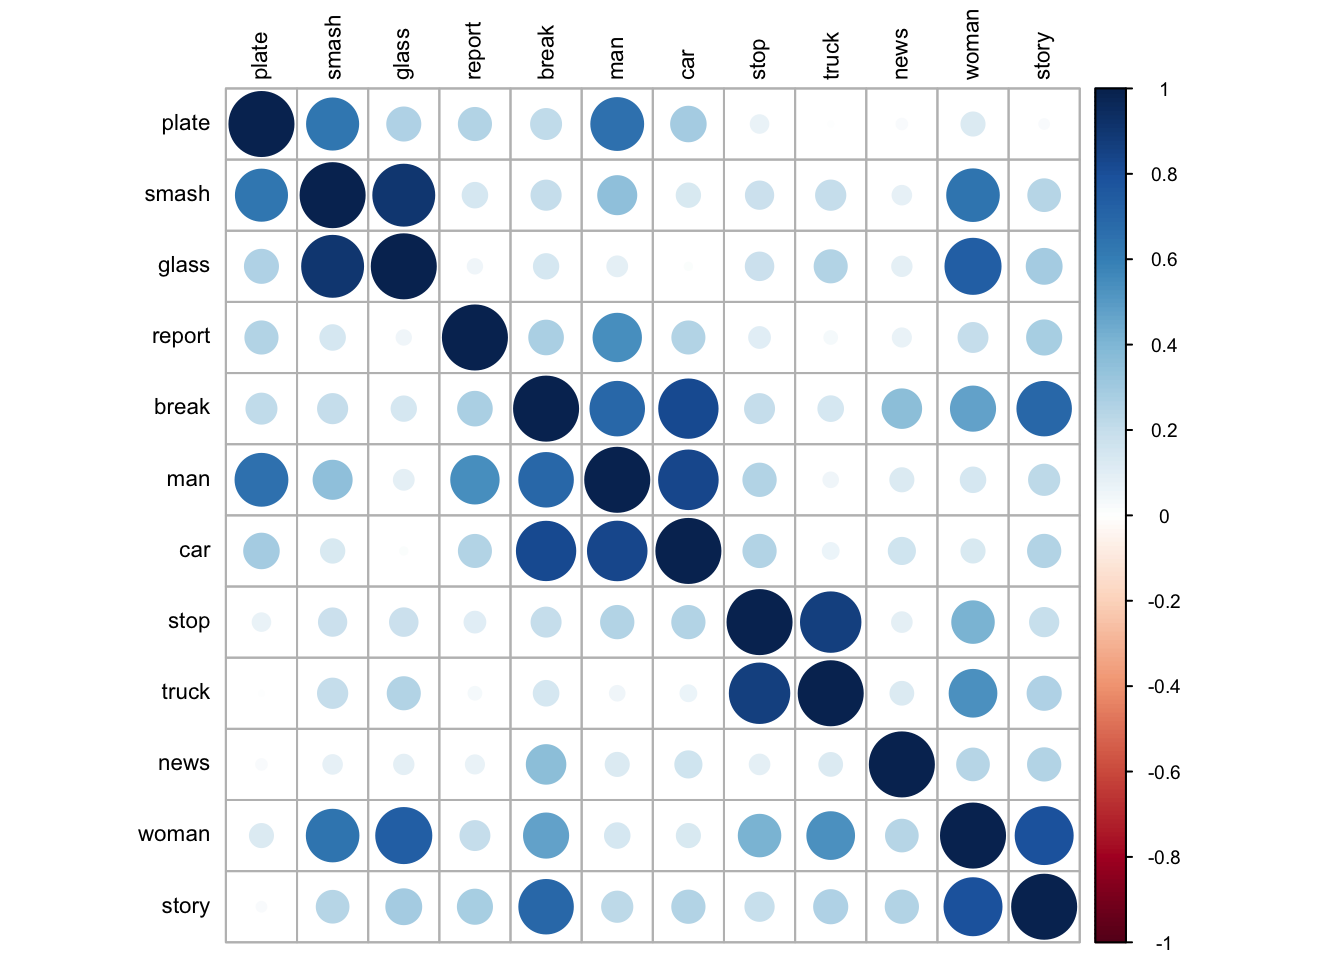 plate smash glass report break man car stop truck news woman story
plate
smash
glass
report
break
man
car
stop
truck
news
woman
story
1
0.8
0.6
0.4
0.2
0
-0.2
-0.4
-0.6
-0.8
-1